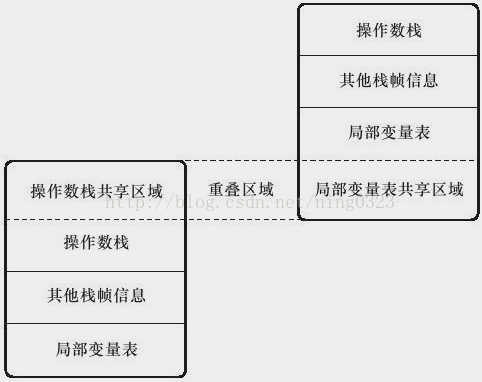 操作数栈
其他栈帧信息
局部变量表
操作数栈共享区域
重叠区域
局部变量表共享区域
http://blog.csdn.net/ning0323
操作数栈
其他栈帧信息
局部变量表